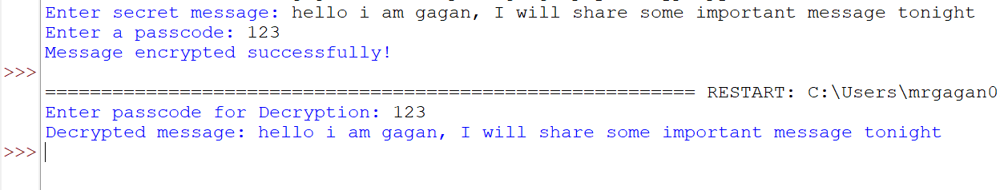 Enter secret message: hello i am gagan, I will share some important message tonight
Enter a passcode: 123
Message encrypted successfully!
>>>
========================================================== RESTART: C:\Users\mrgagan0
Enter passcode for Decryption: 123
Decrypted message: hello i am gagan, I will share some important message tonight
>>>